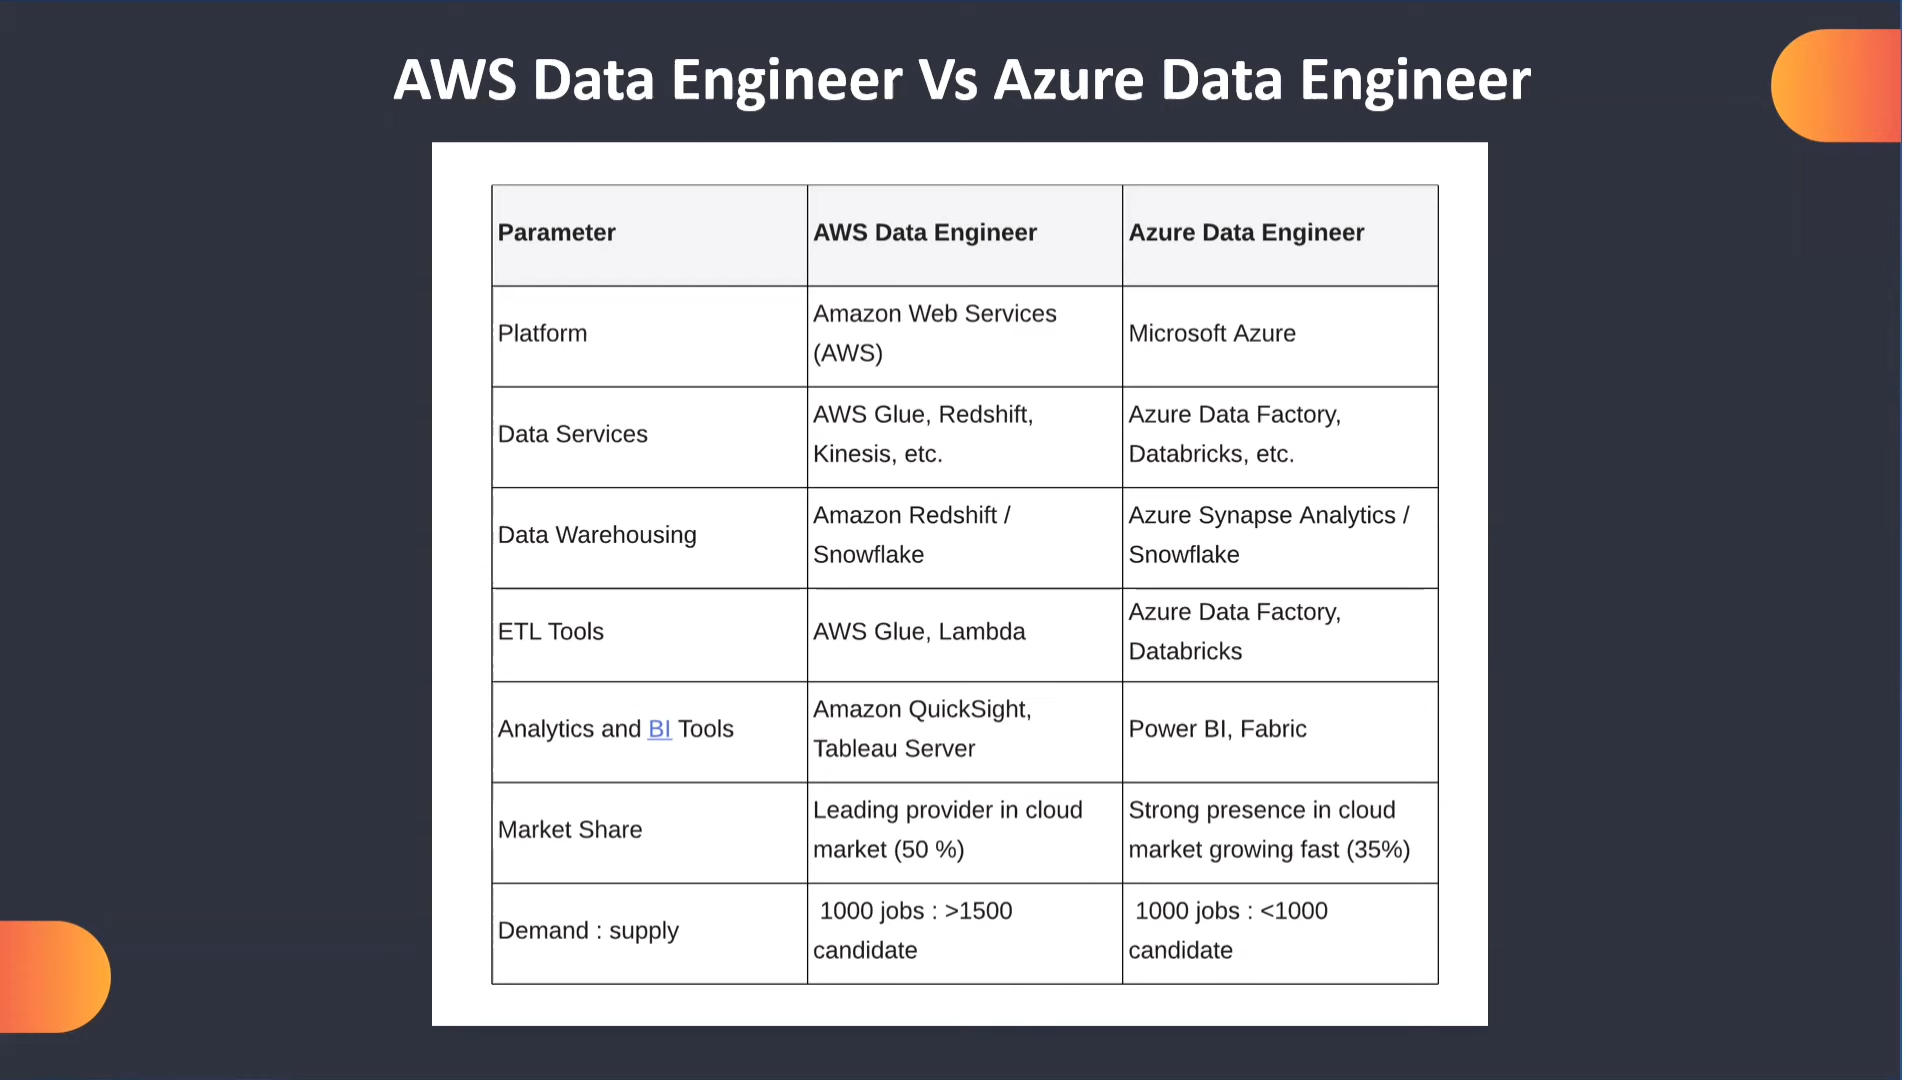 AWS Data Engineer Vs Azure Data Engineer
Parameter
AWS Data Engineer
Azure Data Engineer
Platform
Amazon Web Services
(AWS)
Microsoft Azure
Data Services
AWS Glue, Redshift,
Kinesis, etc.
Azure Data Factory,
Databricks, etc.
Data Warehousing
Amazon Redshift /
Snowflake
Azure Synapse Analytics /
Snowflake
ETL Tools
AWS Glue, Lambda
Azure Data Factory,
Databricks
Analytics and BI Tools
Amazon QuickSight,
Tableau Server
Power BI, Fabric
Market Share
Leading provider in cloud
market (50 %)
Strong presence in cloud
market growing fast (35%)
Demand : supply
1000 jobs : >1500
candidate
1000 jobs : <1000
candidate